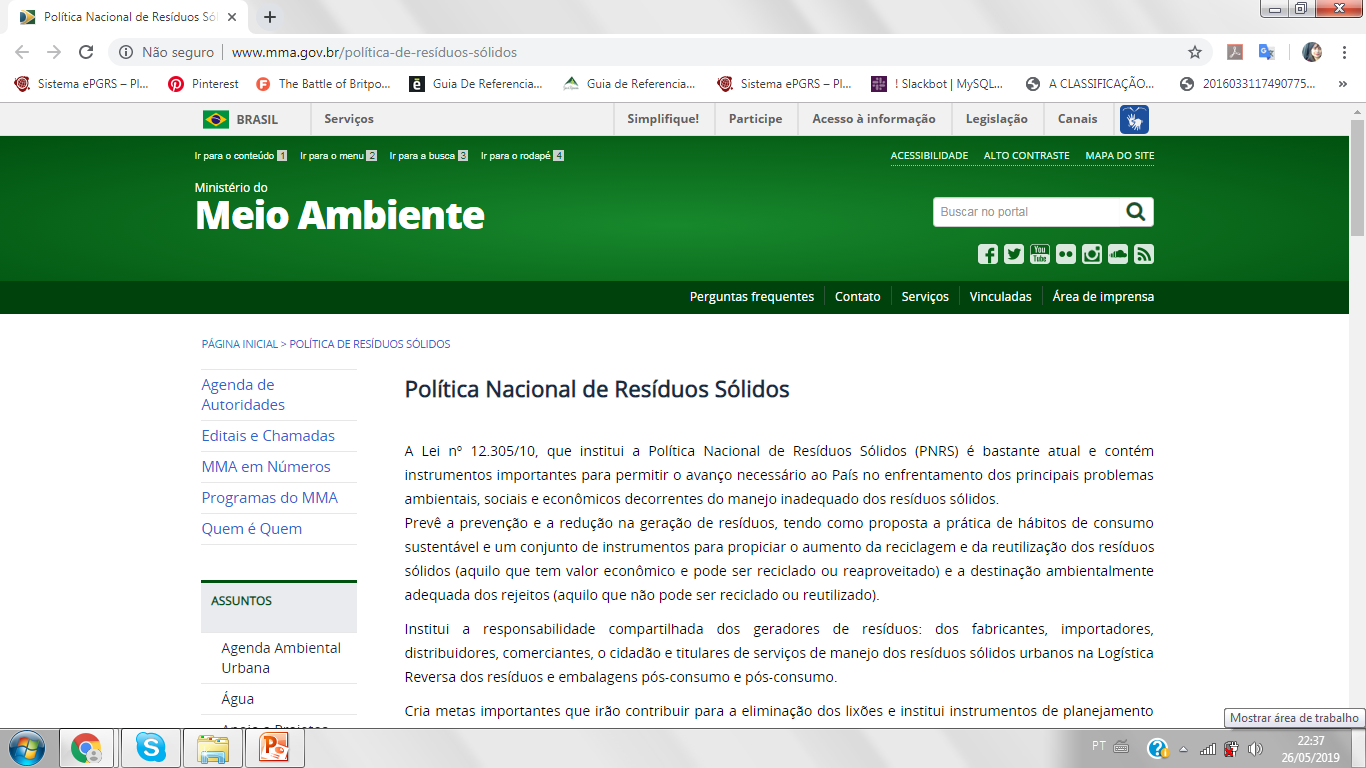 Política Nacional de Resíduos Só
Não seguro | www.mma.gov.br/política-de-resíduos-sólidos
Sistema ePGRS – Pl... Pinterest The Battle of Britpo... Guia De Referencia... Guia de Referencia... Sistema ePGRS – Pl... ! Slackbot | MySQL... A CLASSIFICAÇÃO... 2016033117490775... »
BRASIL Serviços Simplifique! Participe Acesso à informação Legislação Canais
Ir para o conteúdo 1 Ir para o menu 2 Ir para a busca 3 Ir para o rodapé 4 ACESSIBILIDADE ALTO CONTRASTE MAPA DO SITE
Ministério do
Meio Ambiente
Buscar no portal
You Tube
Perguntas frequentes Contato Serviços Vinculadas Área de imprensa
PÁGINA INICIAL > POLÍTICA DE RESÍDUOS SÓLIDOS
Agenda de
Autoridades
Editais e Chamadas
MMA em Números
Programas do MMA
Quem é Quem
ASSUNTOS
Agenda Ambiental
Urbana
Água
Apoio a Projetos
Política Nacional de Resíduos Sólidos
A Lei nº 12.305/10, que institui a Política Nacional de Resíduos Sólidos (PNRS) é bastante atual e contém
instrumentos importantes para permitir o avanço necessário ao País no enfrentamento dos principais problemas
ambientais, sociais e econômicos decorrentes do manejo inadequado dos resíduos sólidos.
Prevê a prevenção e a redução na geração de resíduos, tendo como proposta a prática de hábitos de consumo
sustentável e um conjunto de instrumentos para propiciar o aumento da reciclagem e da reutilização dos resíduos
sólidos (aquilo que tem valor econômico e pode ser reciclado ou reaproveitado) e a destinação ambientalmente
adequada dos rejeitos (aquilo que não pode ser reciclado ou reutilizado).
Institui a responsabilidade compartilhada dos geradores de resíduos: dos fabricantes, importadores,
distribuidores, comerciantes, o cidadão e titulares de serviços de manejo dos resíduos sólidos urbanos na Logística
Reversa dos resíduos e embalagens pós-consumo e pós-consumo.
Cria metas importantes que irão contribuir para a eliminação dos lixões e institui instrumentos de planejamento
Mostrar área de trabalho
PT 22:37
26/05/2019